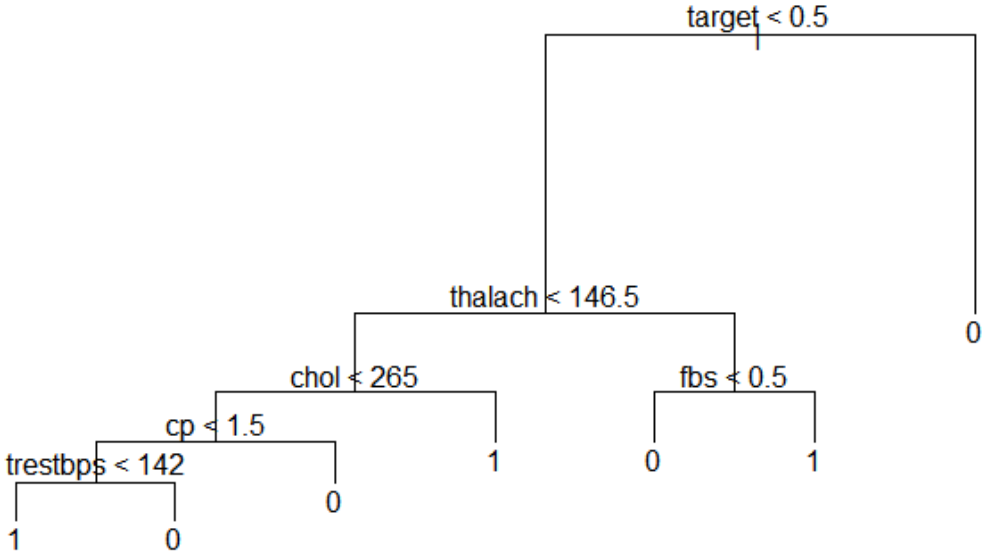 target < 0.5
thalach < 146.5
0
chol < 265
fbs < 0.5
cp < 1.5
1
0
1
trestbps < 142
0
1
0